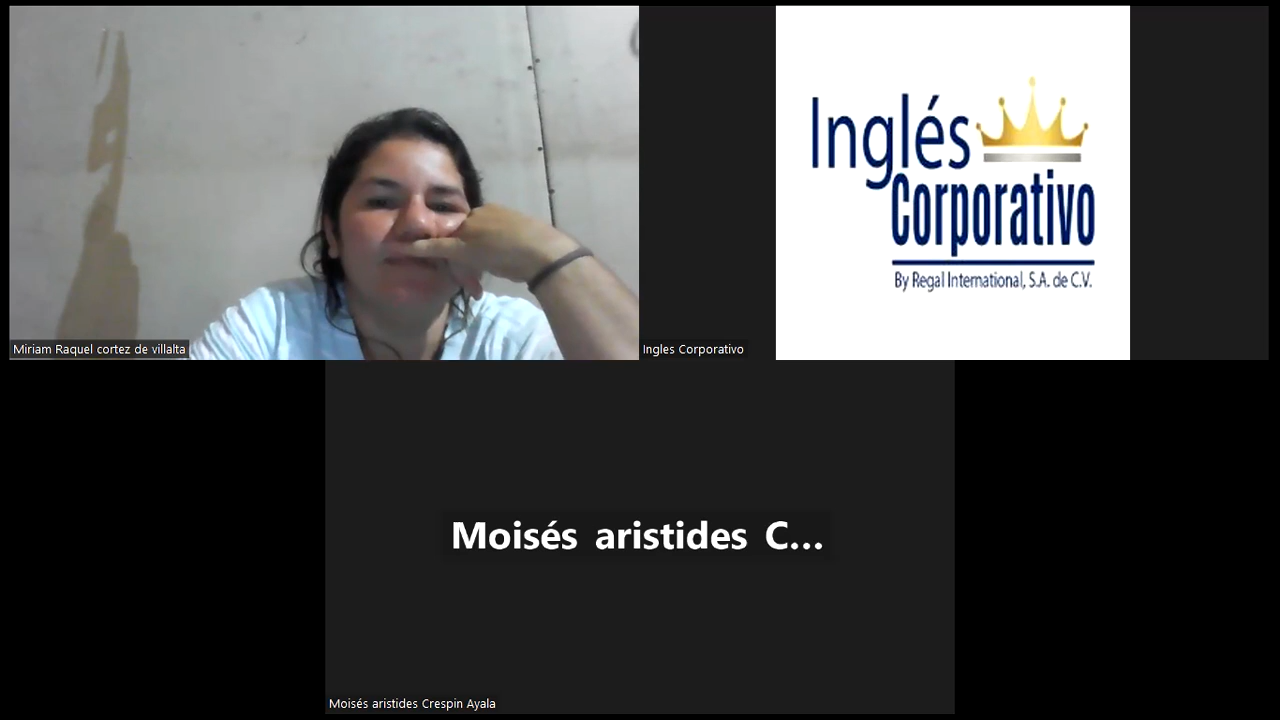 Inglés
Corporativo
By Regal International, S.A. de C.V.
Miriam Raquel cortez de villalta
Ingles Corporativo
Moisés aristides C...
Moisés aristides Crespin Ayala